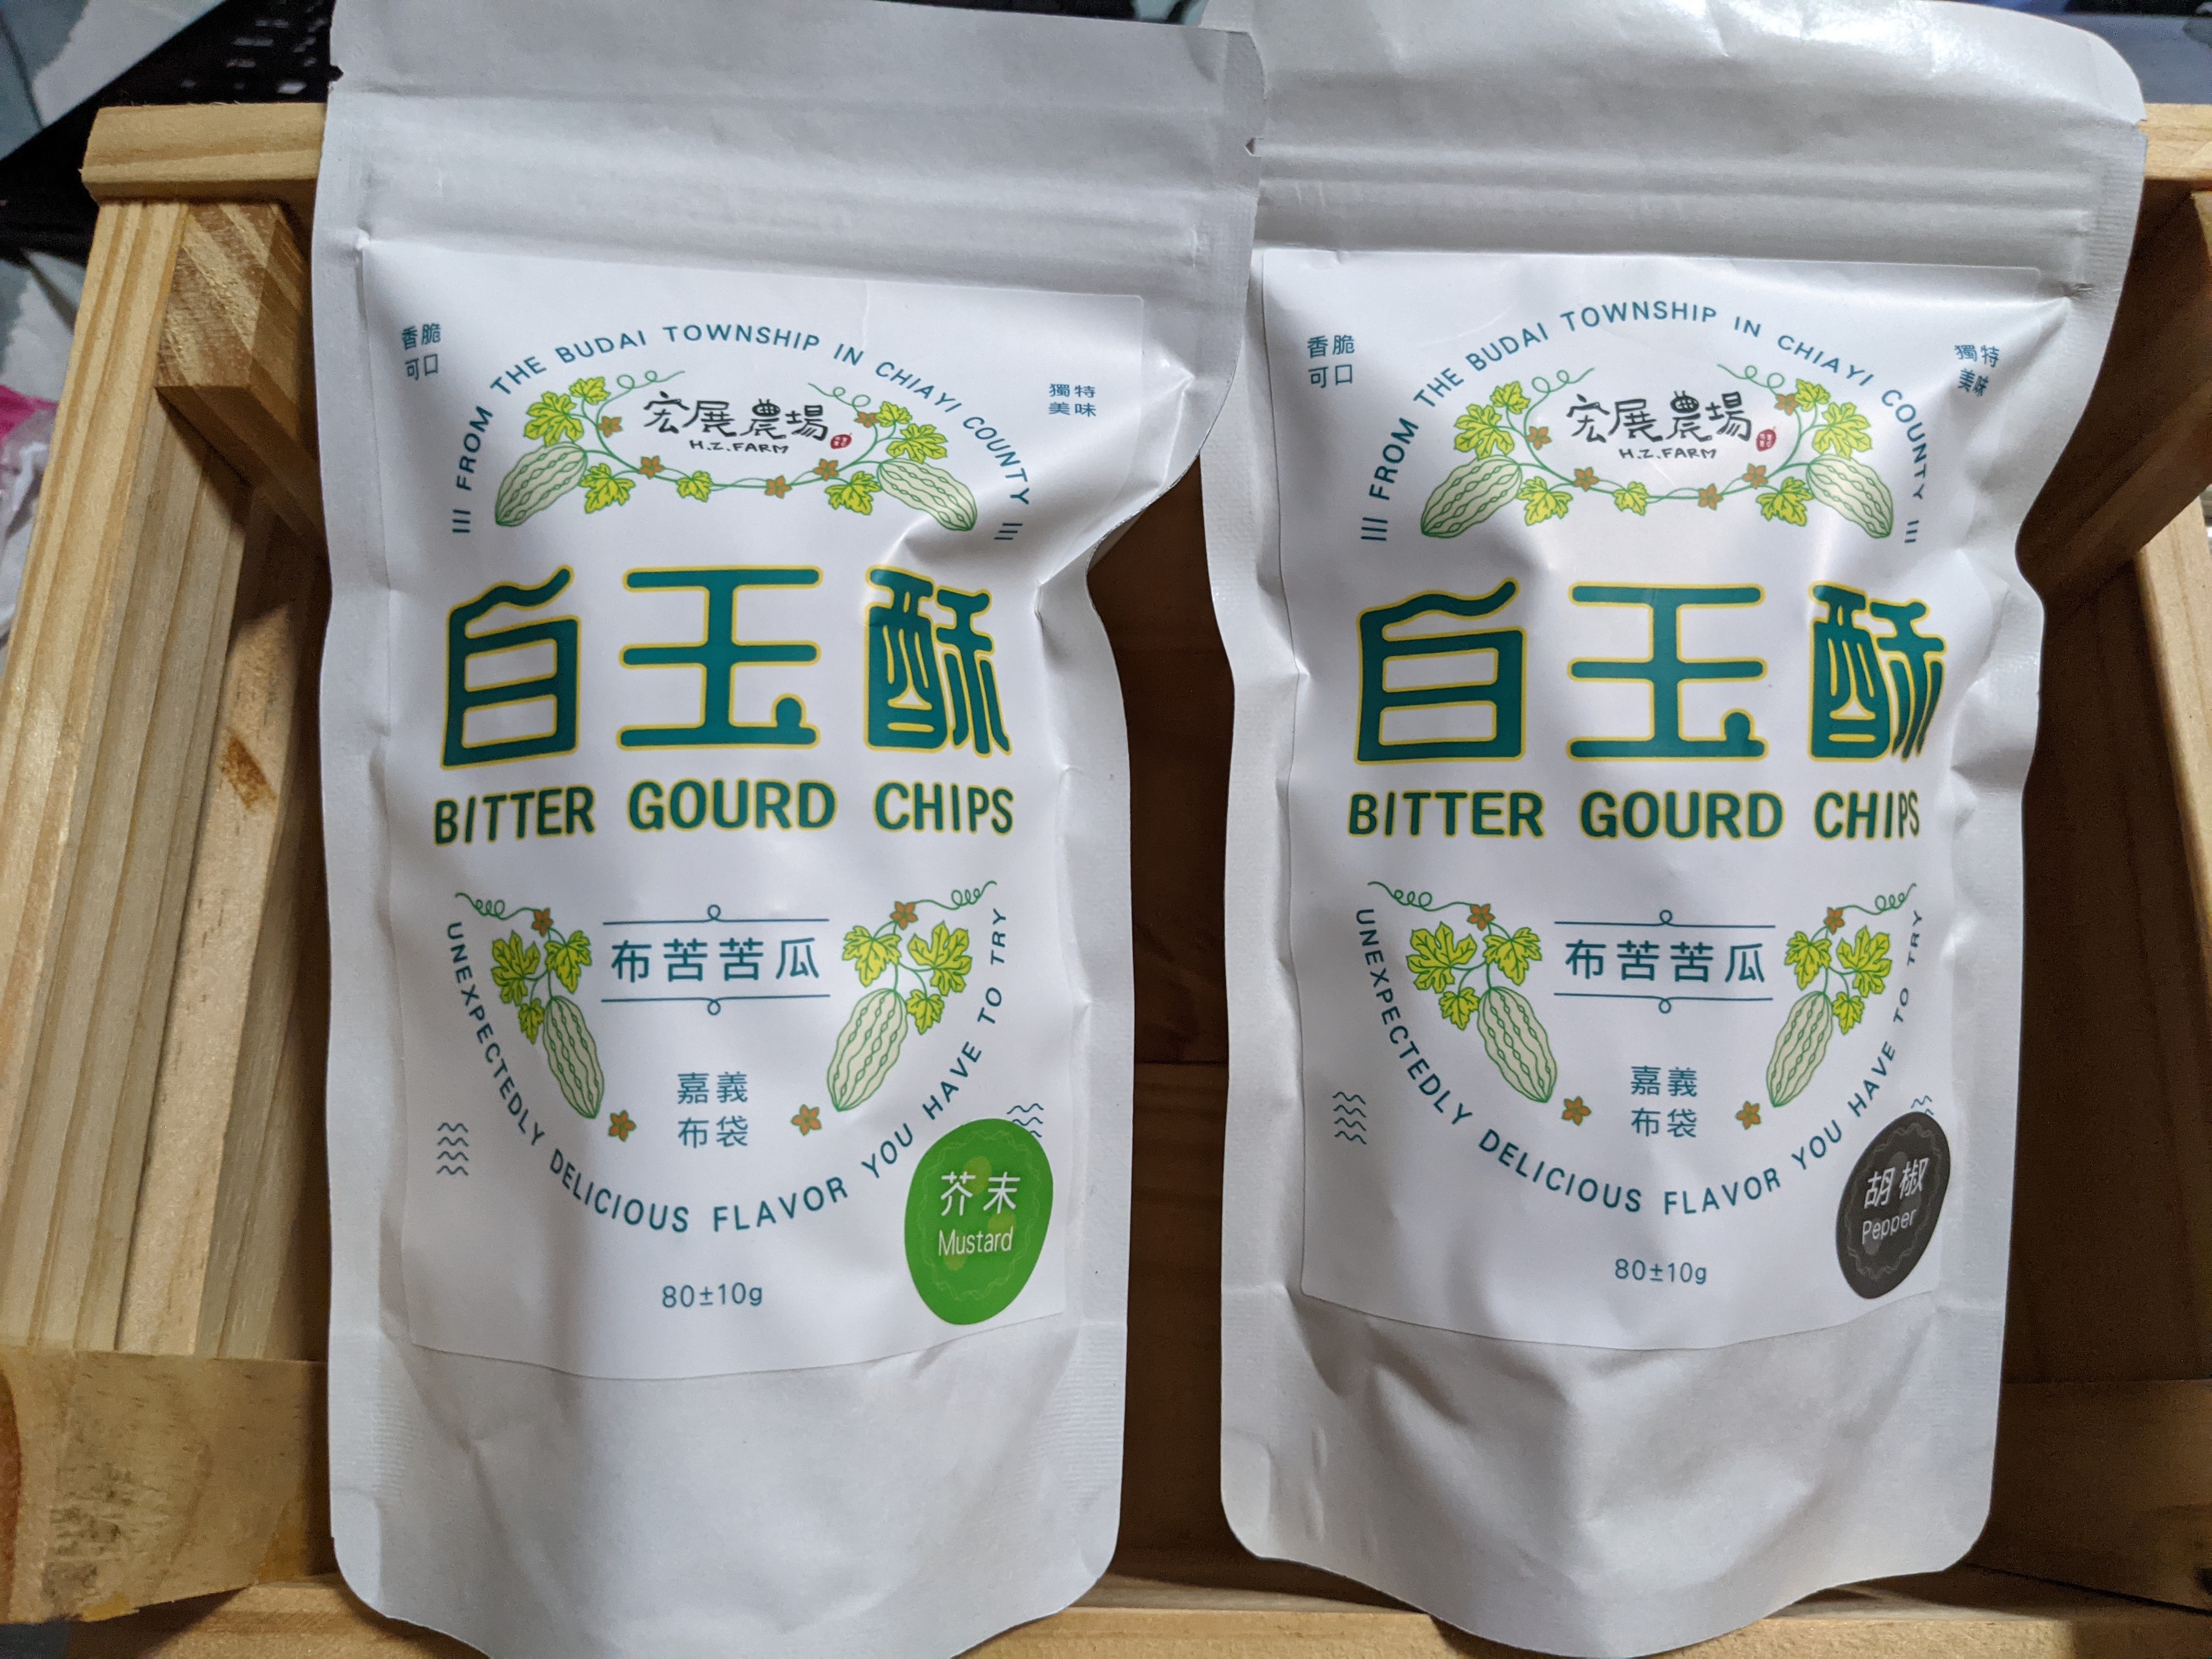 香脆
可口
FROM THE BUDAI TOWNSHIP IN CHIAYI COUNTY
獨特
美味
宏展農場
H.Z.FARM
白玉酥
BITTER GOURD CHIPS
布苦苦瓜
嘉義
布袋
UNEXPECTEDLY DELICIOUS FLAVOR YOU HAVE TO TRY
芥末
Mustard
80±10g
香脆
可口
FROM THE BUDAI TOWNSHIP IN CHIAYI COUNTY
獨特
美味
宏展農場
H.Z.FARM
白玉酥
BITTER GOURD CHIPS
布苦苦瓜
嘉義
布袋
UNEXPECTEDLY DELICIOUS FLAVOR YOU HAVE TO TRY
胡椒
Pepper
80±10g